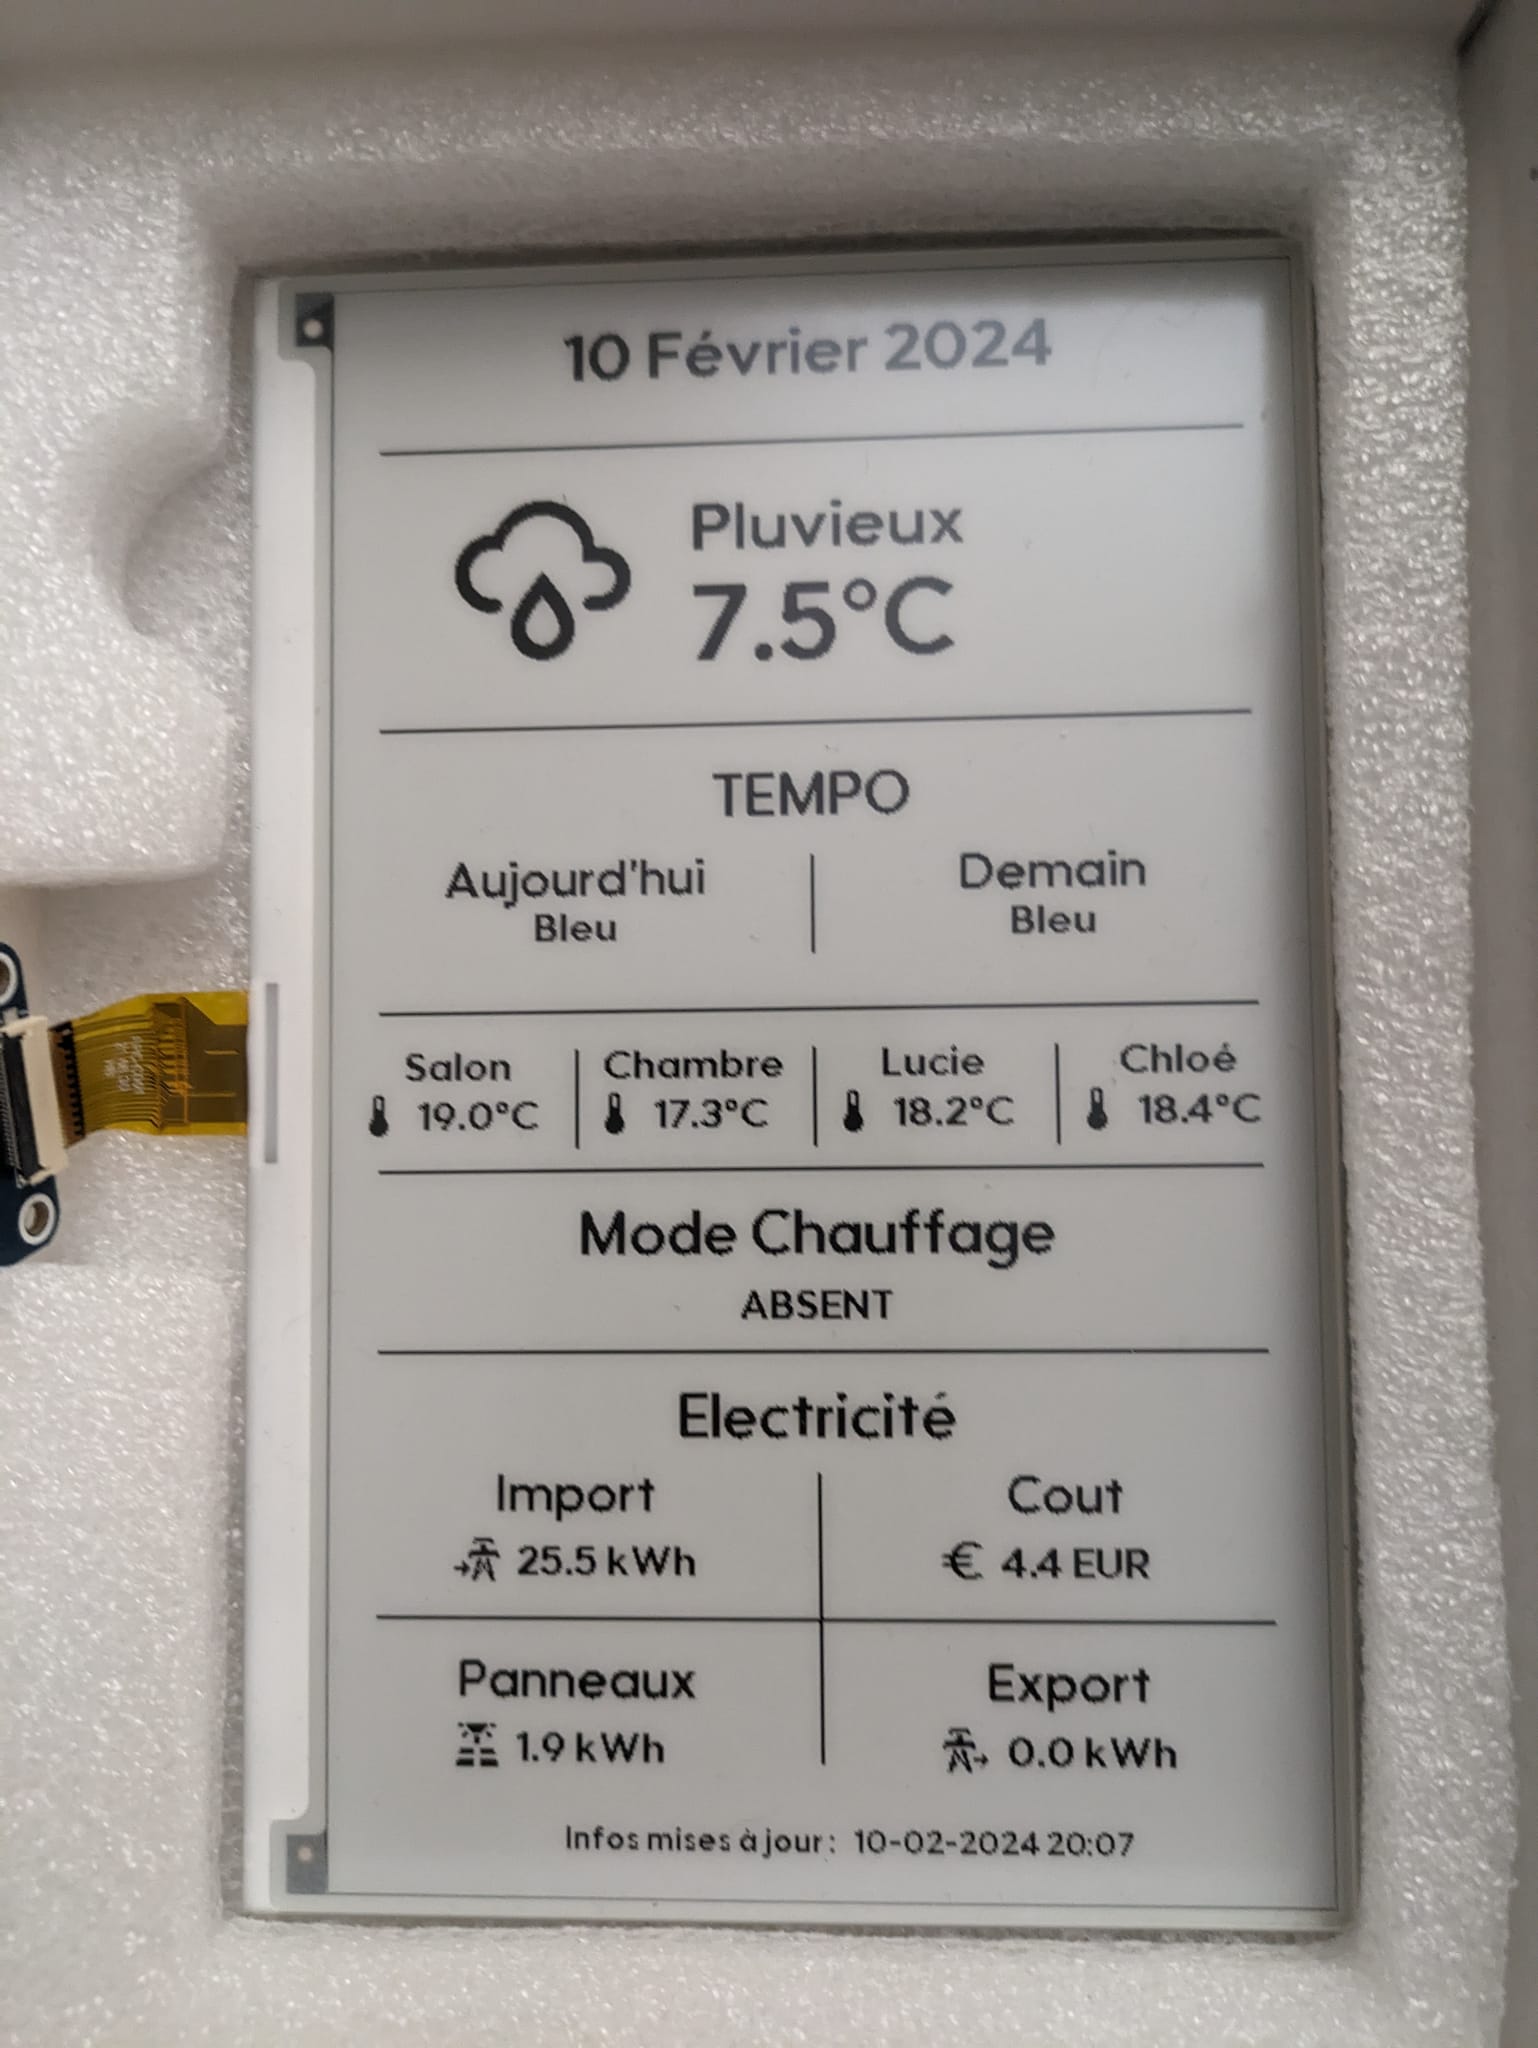 10 Février 2024
Pluvieux
7.5°C
TEMPO
Aujourd'hui
Bleu
Demain
Bleu
Salon
19.0°C
Chambre
17.3°C
Lucie
18.2°C
Chloé
18.4°C
Mode Chauffage
ABSENT
Electricité
Import
25.5 kWh
Cout
€ 4.4 EUR
Panneaux
1.9 kWh
Export
0.0 kWh
Infos mises à jour: 10-02-2024 20:07